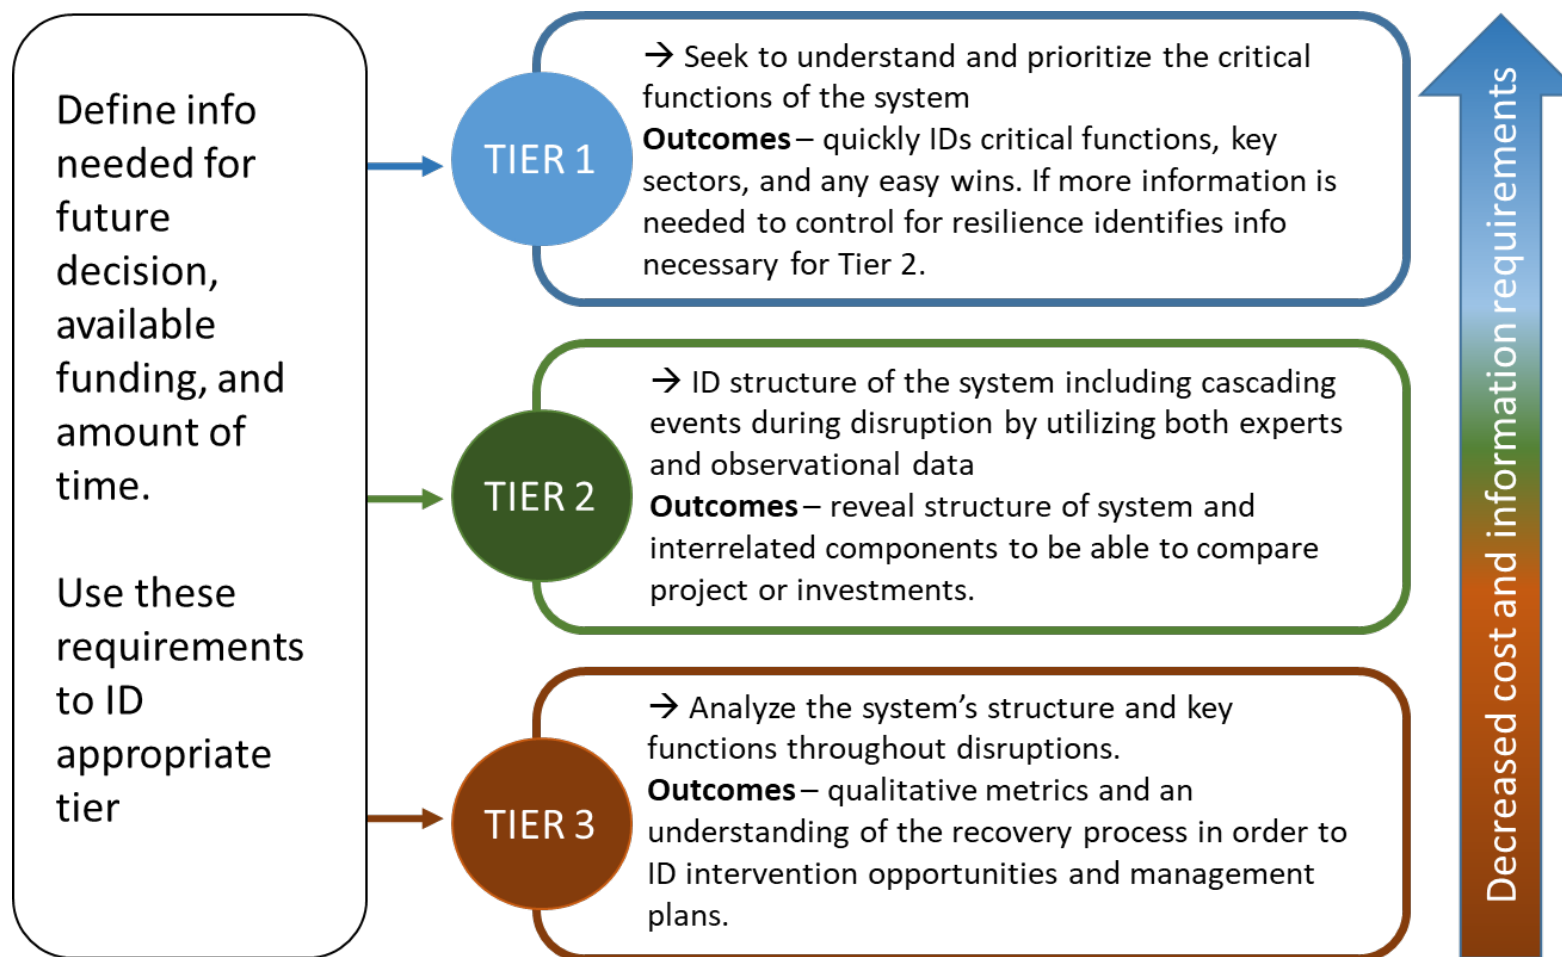 Define info
needed for
future
decision,
available
funding, and
amount of
time.
Use these
requirements
to ID
appropriate
tier
TIER 1
→ Seek to understand and prioritize the critical
functions of the system
Outcomes – quickly IDs critical functions, key
sectors, and any easy wins. If more information is
needed to control for resilience identifies info
necessary for Tier 2.
TIER 2
→ ID structure of the system including cascading
events during disruption by utilizing both experts
and observational data
Outcomes – reveal structure of system and
interrelated components to be able to compare
project or investments.
TIER 3
→ Analyze the system’s structure and key
functions throughout disruptions.
Outcomes – qualitative metrics and an
understanding of the recovery process in order to
ID intervention opportunities and management
plans.
Decreased cost and information requirements